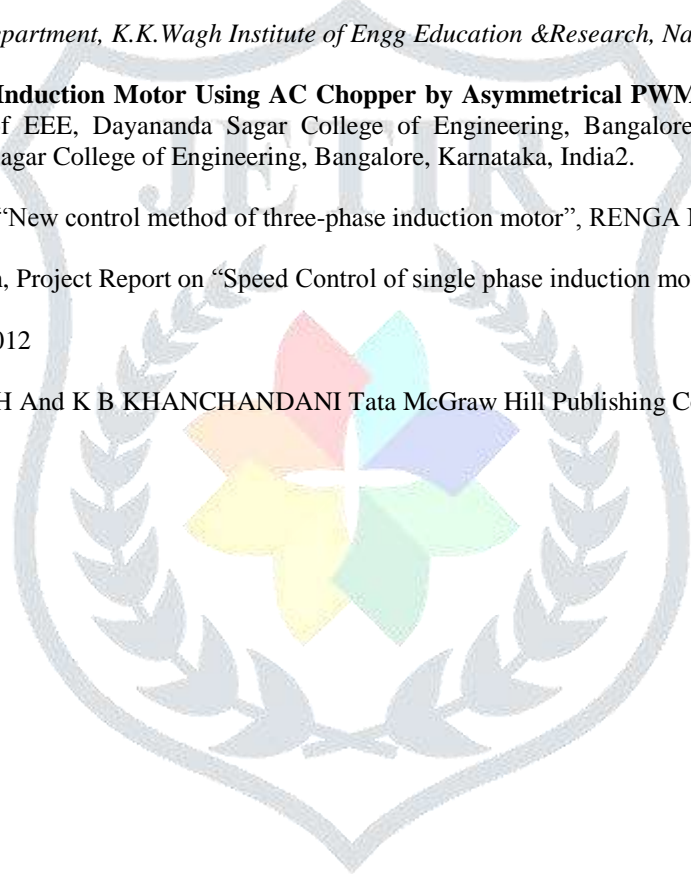 epartment, K.K.Wagh Institute of Engg Education &Research, Na
Induction Motor Using AC Chopper by Asymmetrical PWM
f EEE, Dayananda Sagar College of Engineering, Bangalore
agar College of Engineering, Bangalore, Karnataka, India2.
JETIR
“New control method of three-phase induction motor”, RENGA
, Project Report on “Speed Control of single phase induction mo
012
H And K B KHANCHANDANI Tata McGraw Hill Publishing C